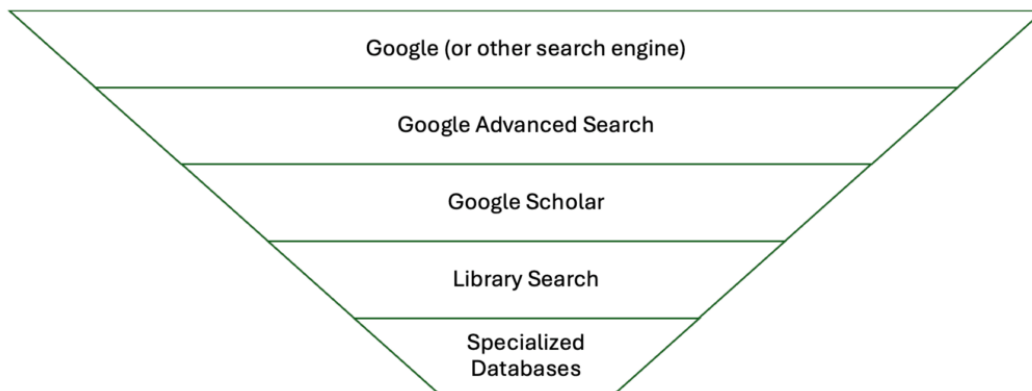 Google (or other search engine)
Google Advanced Search
Google Scholar
Library Search
Specialized
Databases